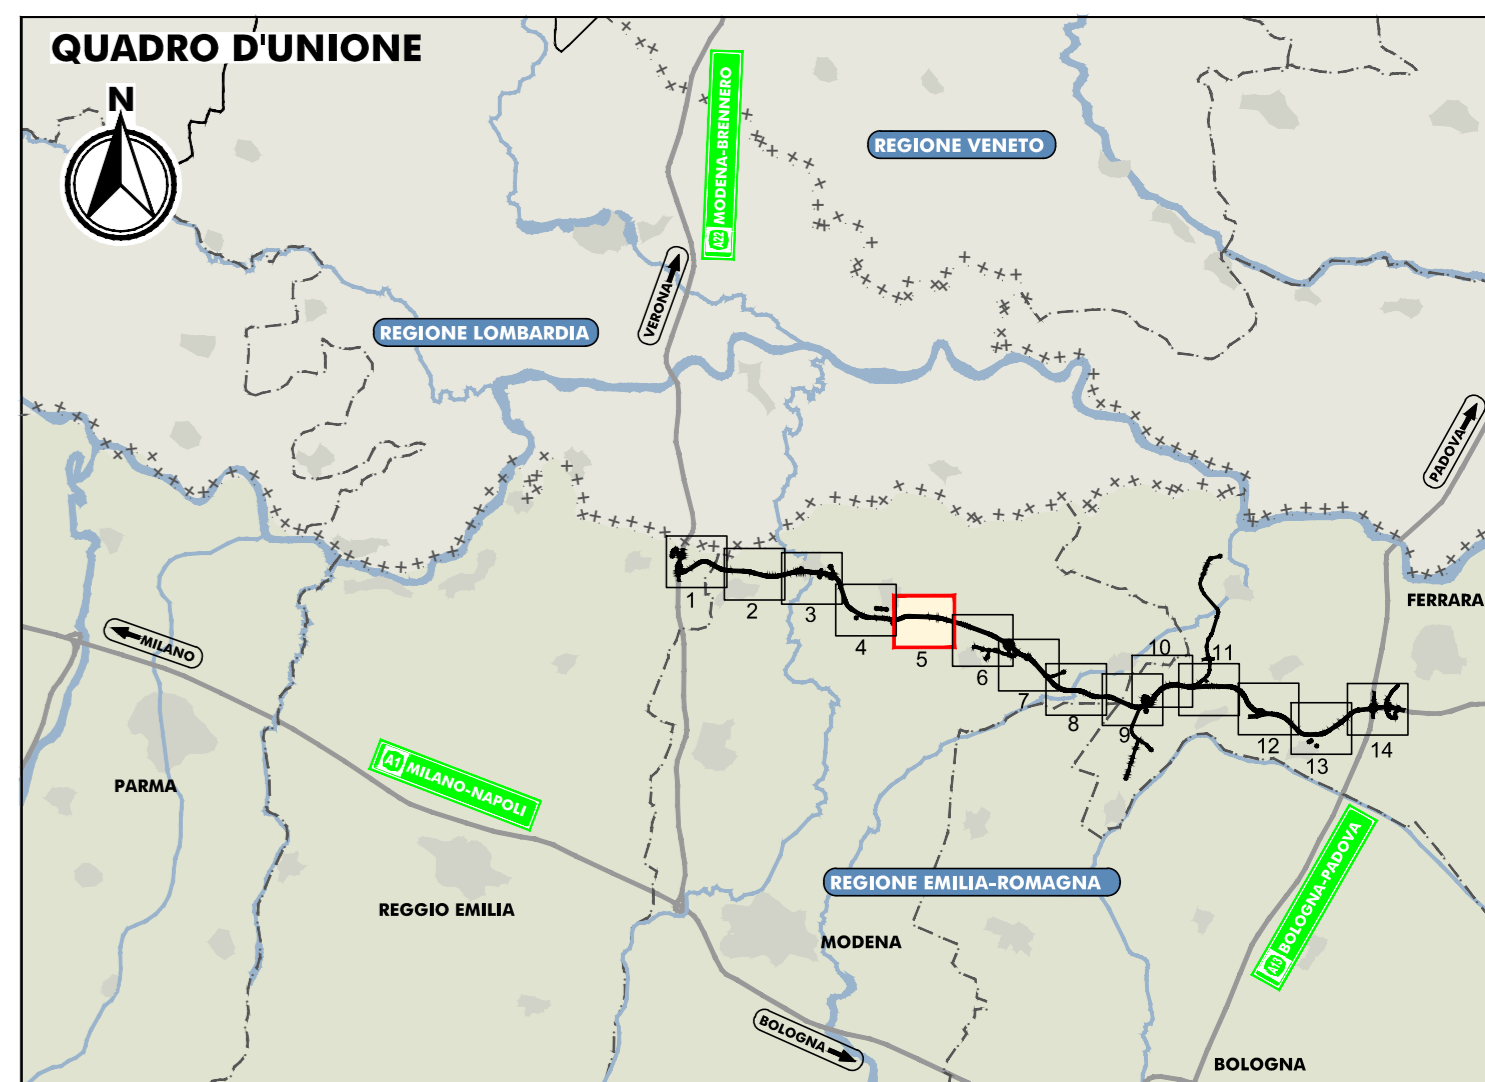 QUADRO D'UNIONE
N
A22 MODENA-BRENNERO
REGIONE VENETO
VERONA
REGIONE LOMBARDIA
PADOVA
1
2
3
4
5
6
7
8
9
10
11
12
13
14
FERRARA
MILANO
PARMA
A1 MILANO-NAPOLI
A13 BOLOGNA-PADOVA
REGIONE EMILIA-ROMAGNA
REGGIO EMILIA
MODENA
BOLOGNA
BOLOGNA